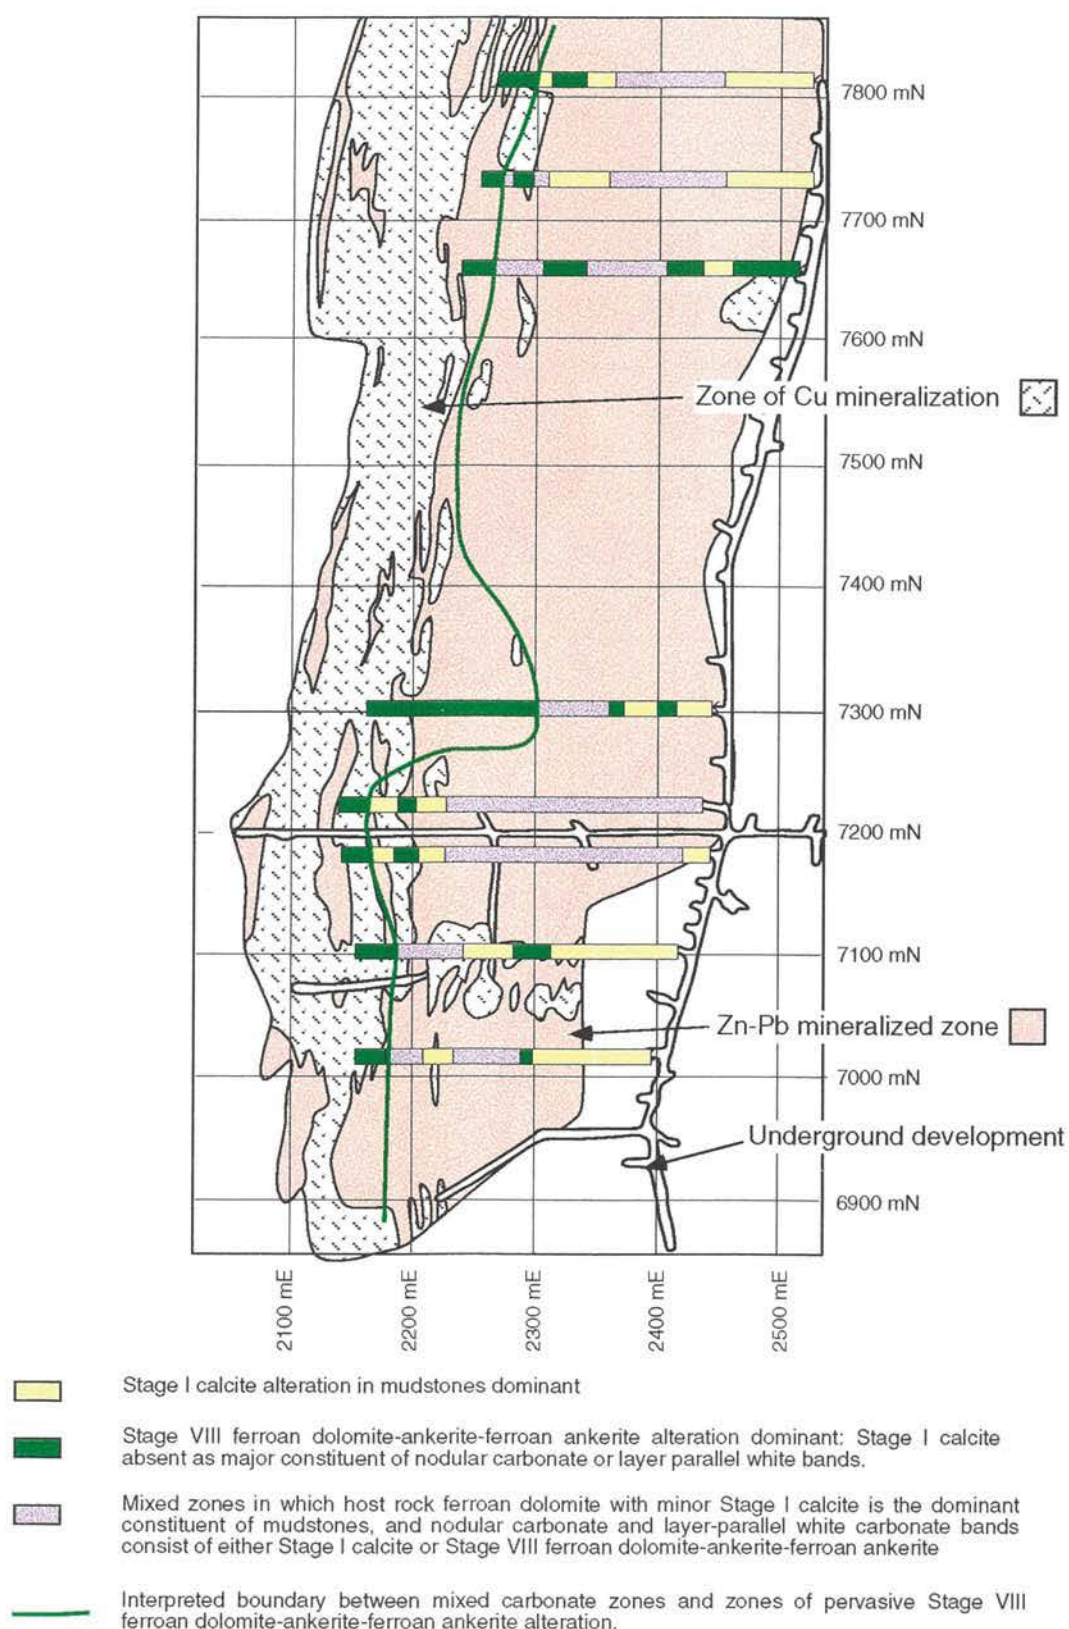 7800 mN
7700 mN
7600 mN
Zone of Cu mineralization
7500 mN
7400 mN
7300 mN
7200 mN
7100 mN
Zn-Pb mineralized zone
7000 mN
Underground development
6900 mN
2100 mE
2200 mE
2300 mE
2400 mE
2500 mE
Stage I calcite alteration in mudstones dominant
Stage VIII ferroan dolomite-ankerite-ferroan ankerite alteration dominant: Stage I calcite
absent as major constituent of nodular carbonate or layer parallel white bands.
Mixed zones in which host rock ferroan dolomite with minor Stage I calcite is the dominant
constituent of mudstones, and nodular carbonate and layer-parallel white carbonate bands
consist of either Stage I calcite or Stage VIII ferroan dolomite-ankerite-ferroan ankerite
Interpreted boundary between mixed carbonate zones and zones of pervasive Stage VIII
ferroan dolomite-ankerite-ferroan ankerite alteration.